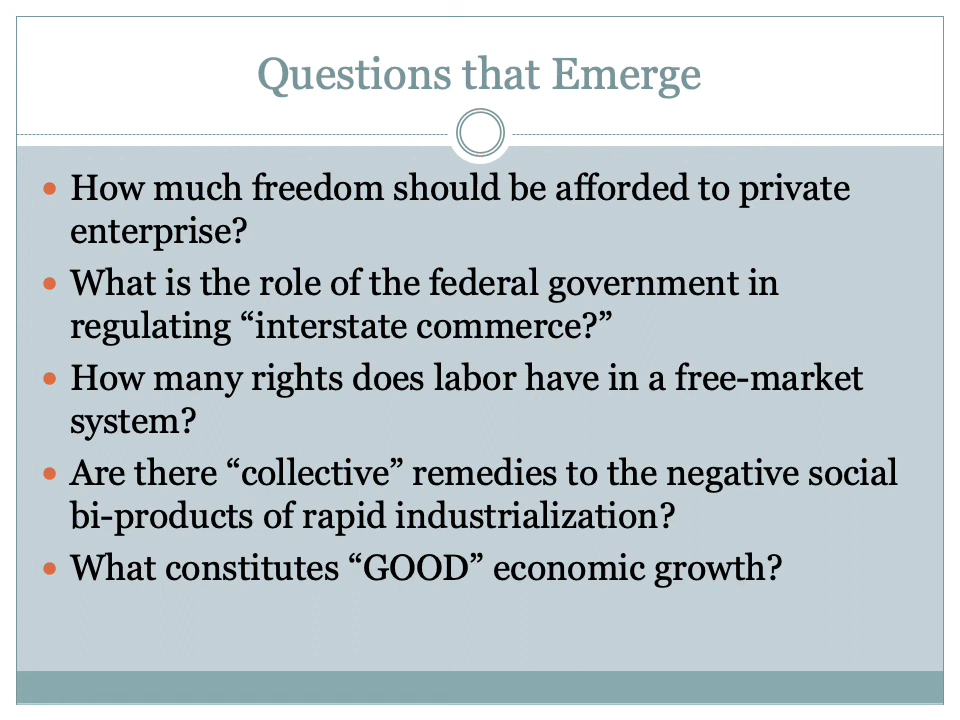 Questions that Emerge
• How much freedom should be afforded to private
enterprise?
• What is the role of the federal government in
regulating “interstate commerce?”
• How many rights does labor have in a free-market
system?
• Are there “collective” remedies to the negative social
bi-products of rapid industrialization?
• What constitutes “GOOD” economic growth?